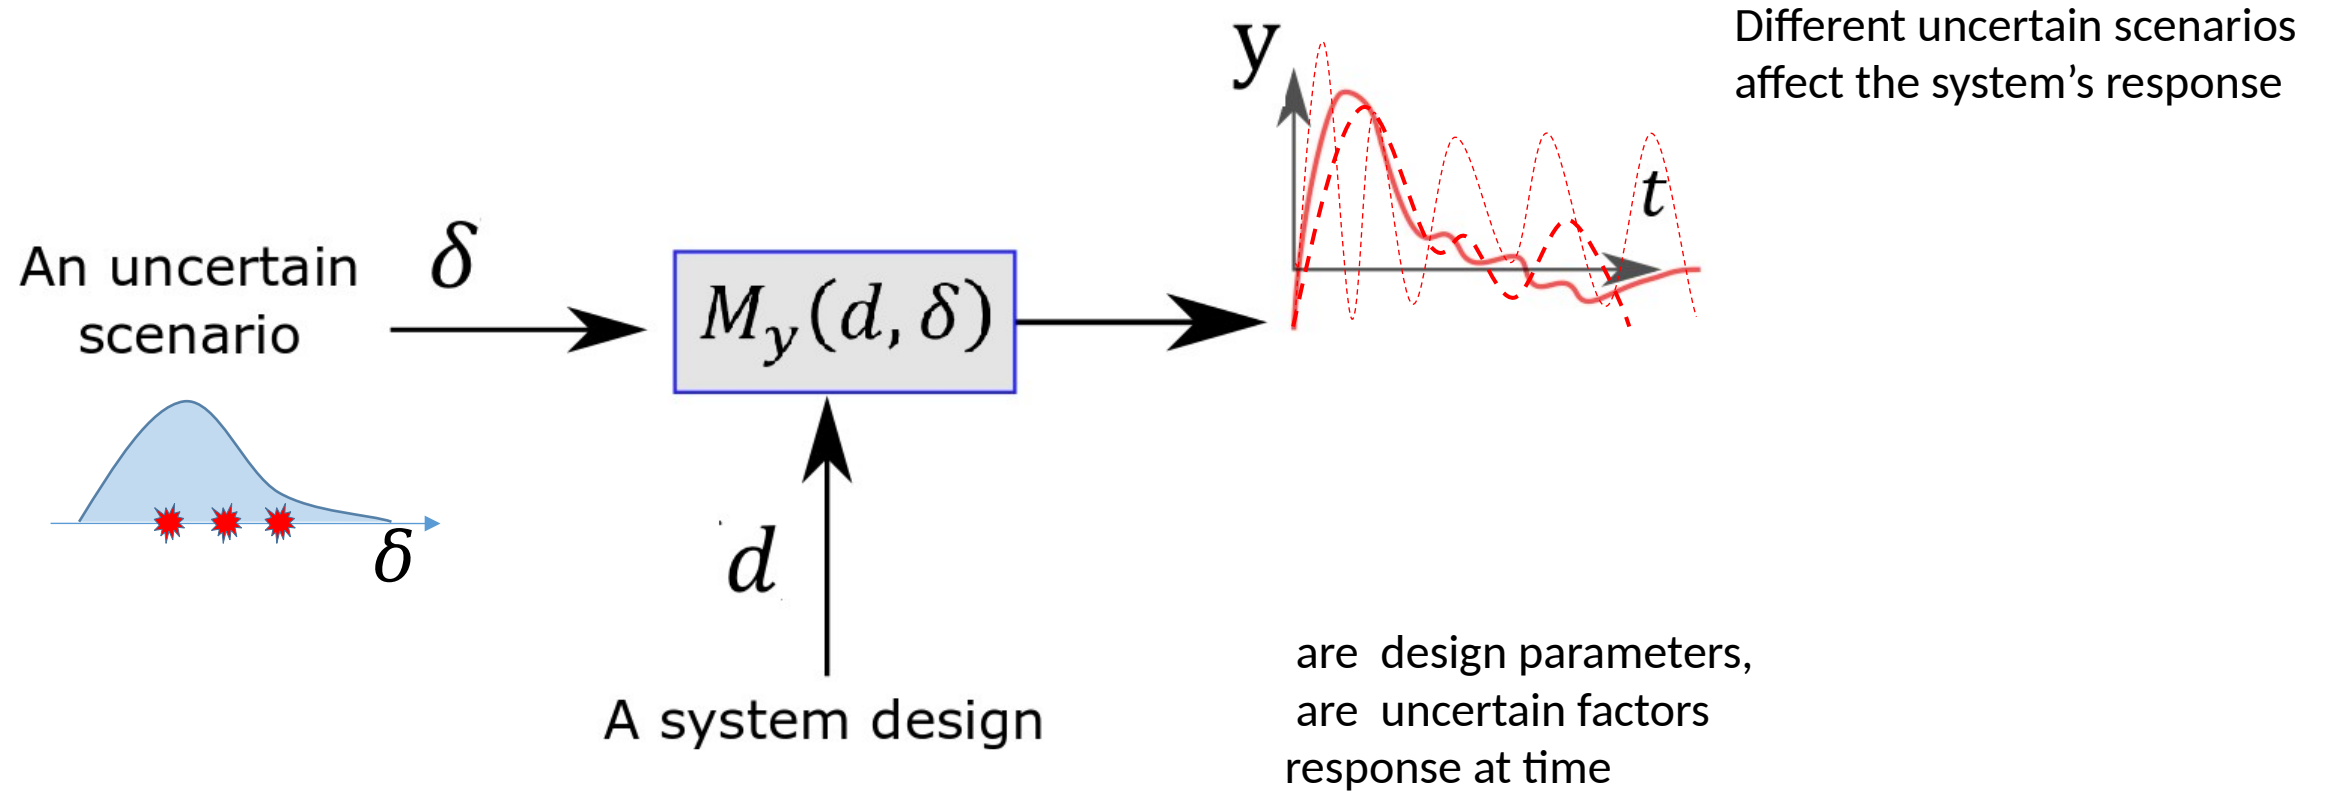 y
Different uncertain scenarios
affect the system’s response
t
An uncertain
scenario
δ
M_y(d, δ)
δ
d
A system design
are design parameters,
are uncertain factors
response at time